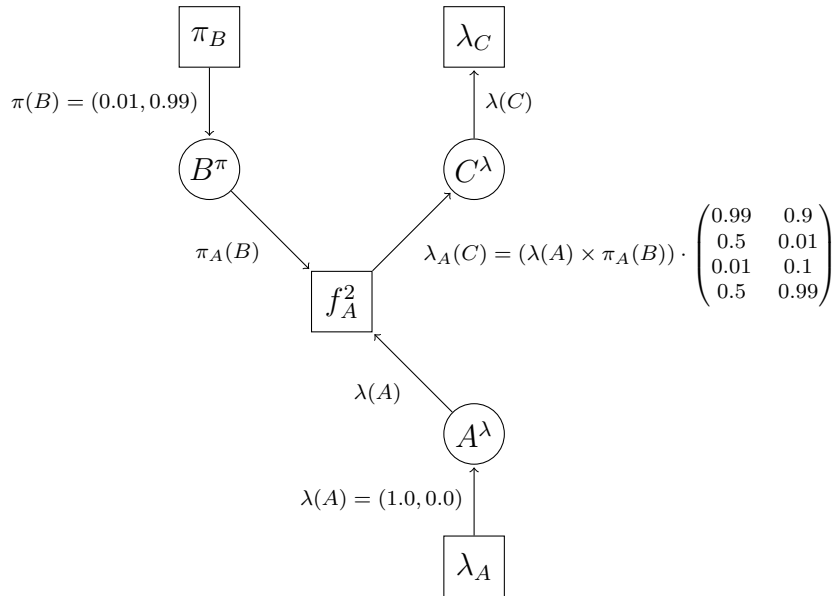 π_B
λ_C
π(B) = (0.01, 0.99)
λ(C)
B^π
C^λ
π_A(B)
λ_A(C) = (λ(A) × π_A(B)) ·
0.99 0.9
0.5 0.01
0.01 0.1
0.5 0.99
f_A^2
λ(A)
A^λ
λ(A) = (1.0, 0.0)
λ_A